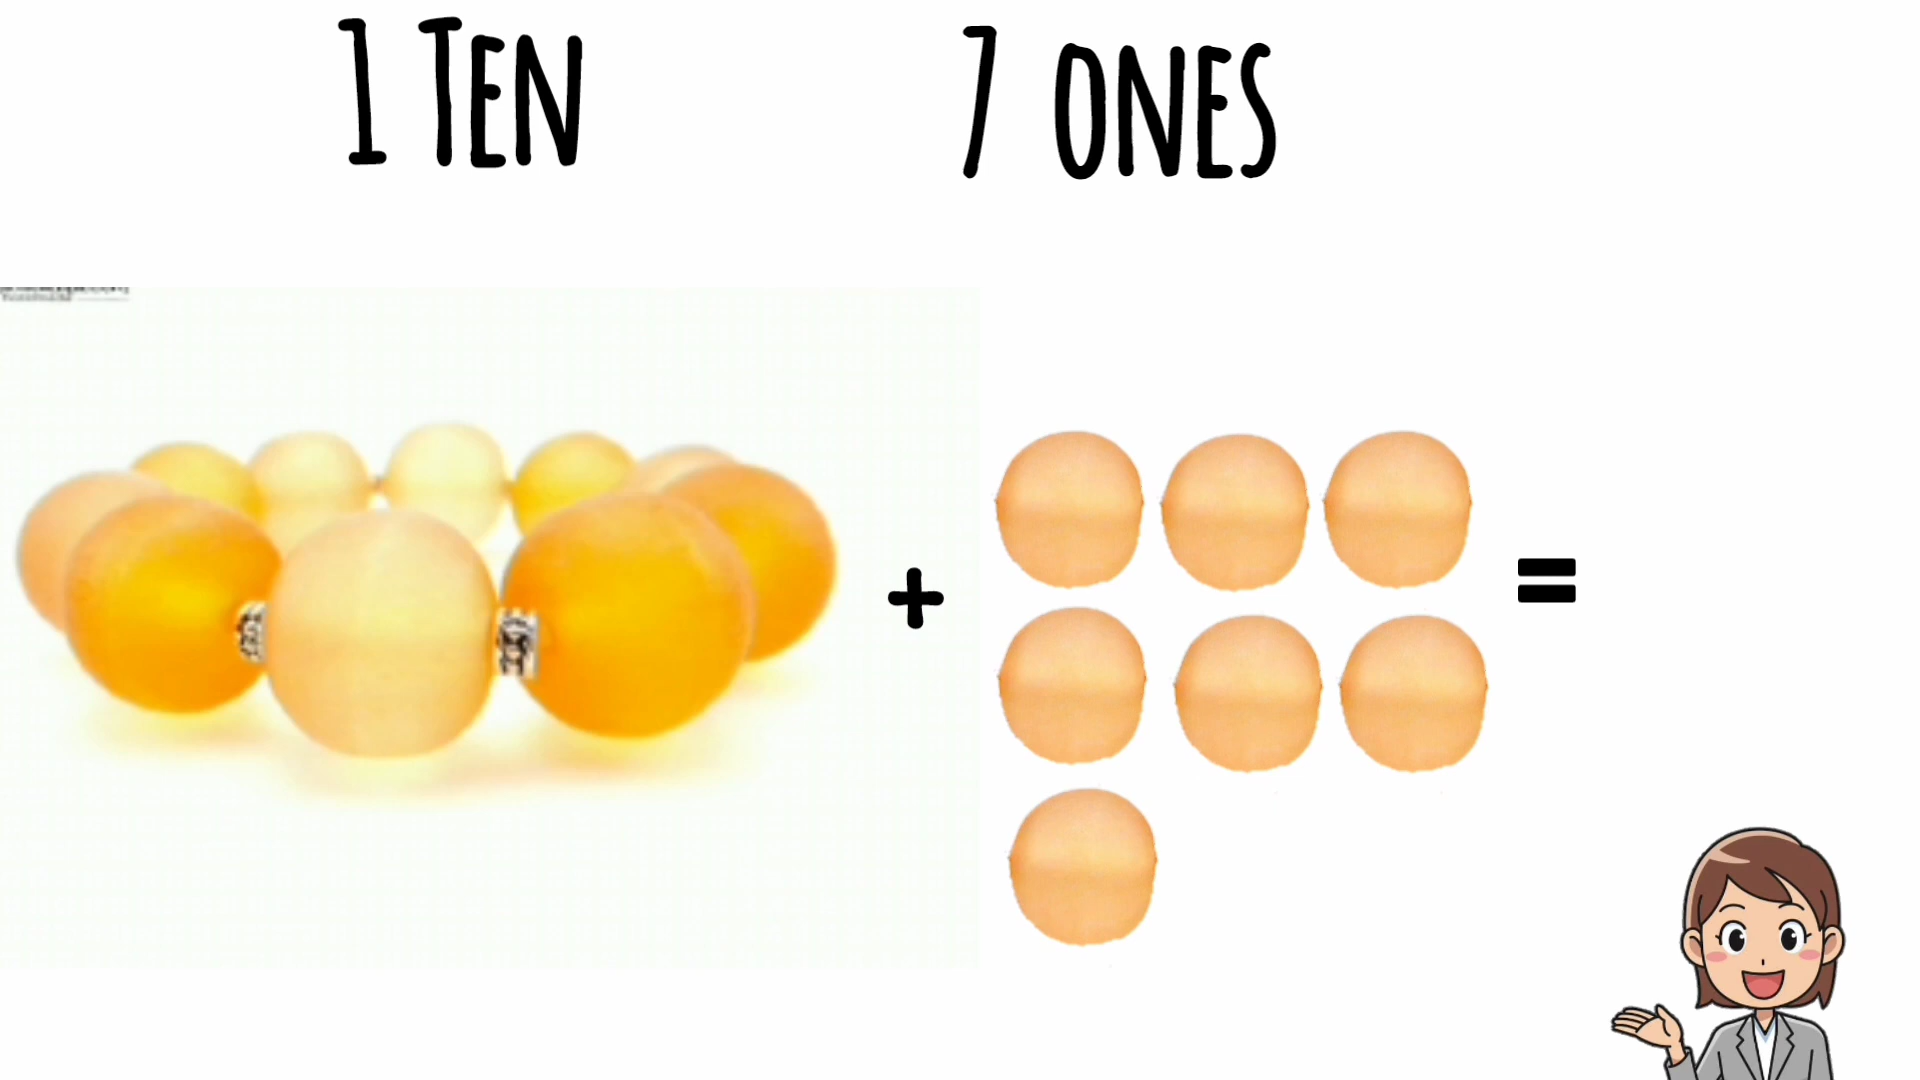 1 TEN
7 ONES
+
=